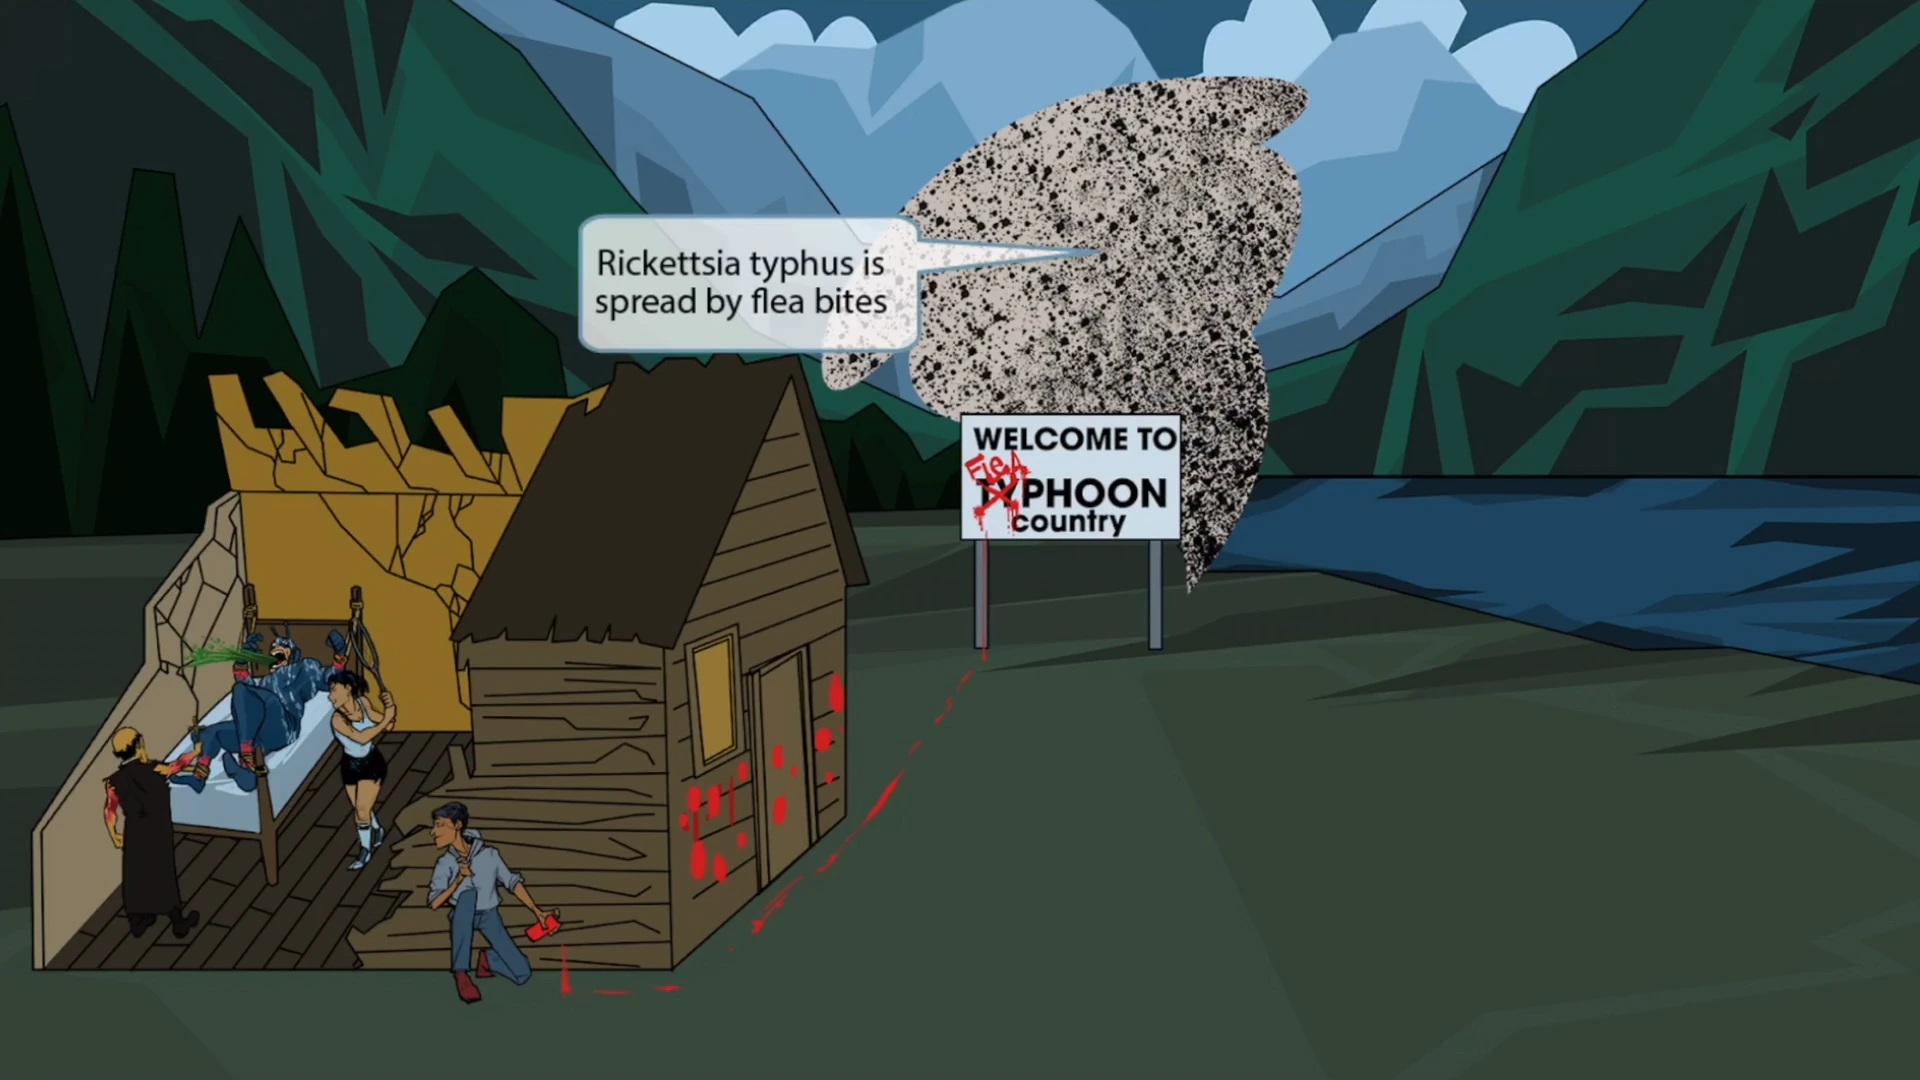 Rickettsia typhus is
spread by flea bites
WELCOME TO
FleA
TYPHOON
country